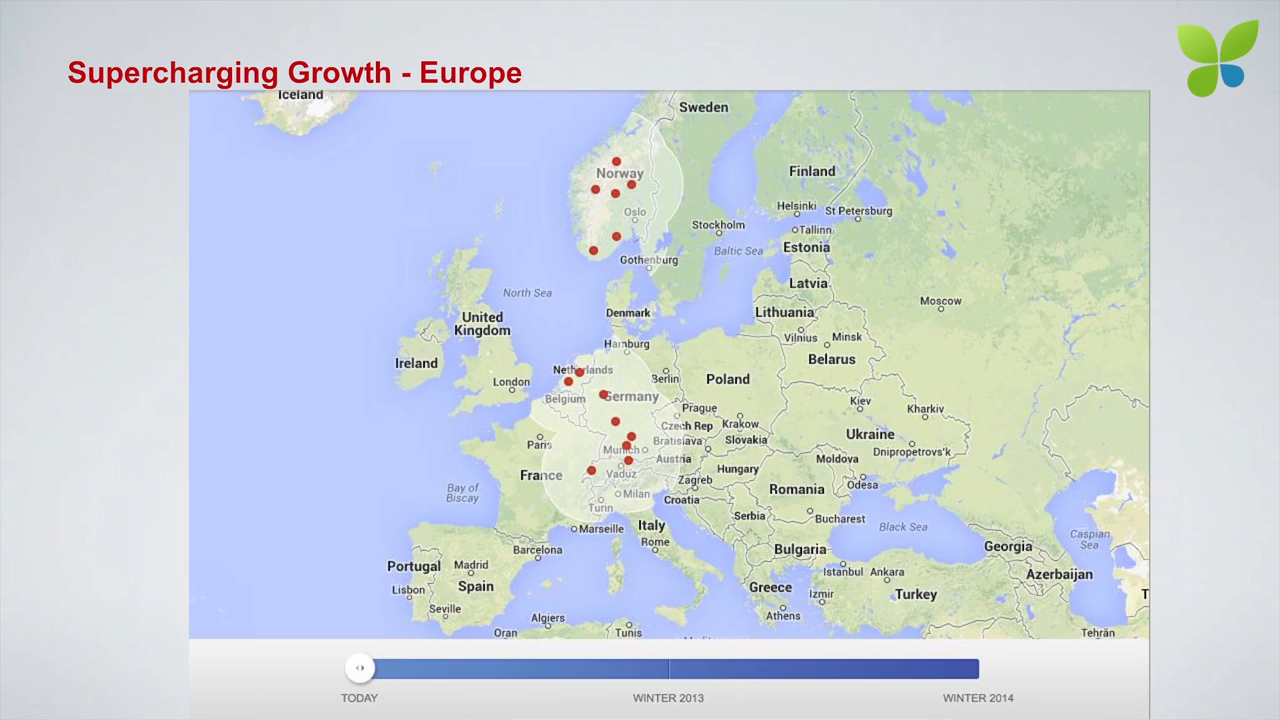 Supercharging Growth - Europe
Iceland
Sweden
Norway
Finland
Helsinki
St Petersburg
Oslo
Stockholm
Tallinn
Estonia
Baltic Sea
Gothenburg
Latvia
North Sea
Moscow
Denmark
Lithuania
United
Kingdom
Vilnius
Minsk
Hamburg
Belarus
Ireland
Netherlands
Berlin
Poland
London
Belgium
Germany
Kiev
Prague
Kharkiv
Czech Rep
Krakow
Ukraine
Paris
Bratislava
Slovakia
Munich
Dnipropetrovs'k
Austria
Moldova
France
Vaduz
Hungary
Zagreb
Odesa
Bay of
Biscay
Milan
Romania
Croatia
Turin
Serbia
Bucharest
Marseille
Italy
Black Sea
Caspian
Sea
Rome
Barcelona
Bulgaria
Georgia
Portugal
Madrid
Istanbul
Ankara
Azerbaijan
Spain
Greece
Lisbon
Izmir
Turkey
T
Seville
Athens
Algiers
Oran
Tunis
Tehran
TODAY
WINTER 2013
WINTER 2014